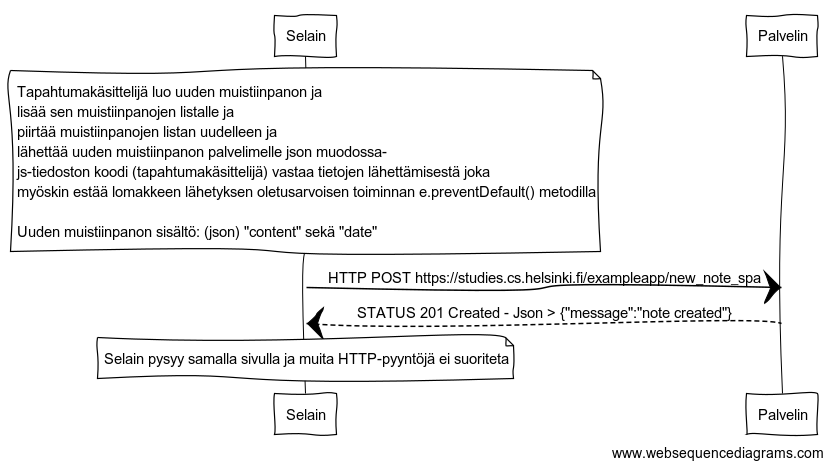 Selain
Palvelin
Tapahtumakäsittelijä luo uuden muistiinpanon ja
lisää sen muistiinpanojen listalle ja
piirtää muistiinpanojen listan uudelleen ja
lähettää uuden muistiinpanon palvelimelle json muodossa-
js-tiedoston koodi (tapahtumakäsittelijä) vastaa tietojen lähettämisestä joka
myöskin estää lomakkeen lähetyksen oletusarvoisen toiminnan e.preventDefault() metodilla
Uuden muistiinpanon sisältö: (json) "content" sekä "date"
HTTP POST https://studies.cs.helsinki.fi/exampleapp/new_note_spa
STATUS 201 Created - Json > {"message":"note created"}
Selain pysyy samalla sivulla ja muita HTTP-pyyntöjä ei suoriteta
Selain
Palvelin
www.websequencediagrams.com